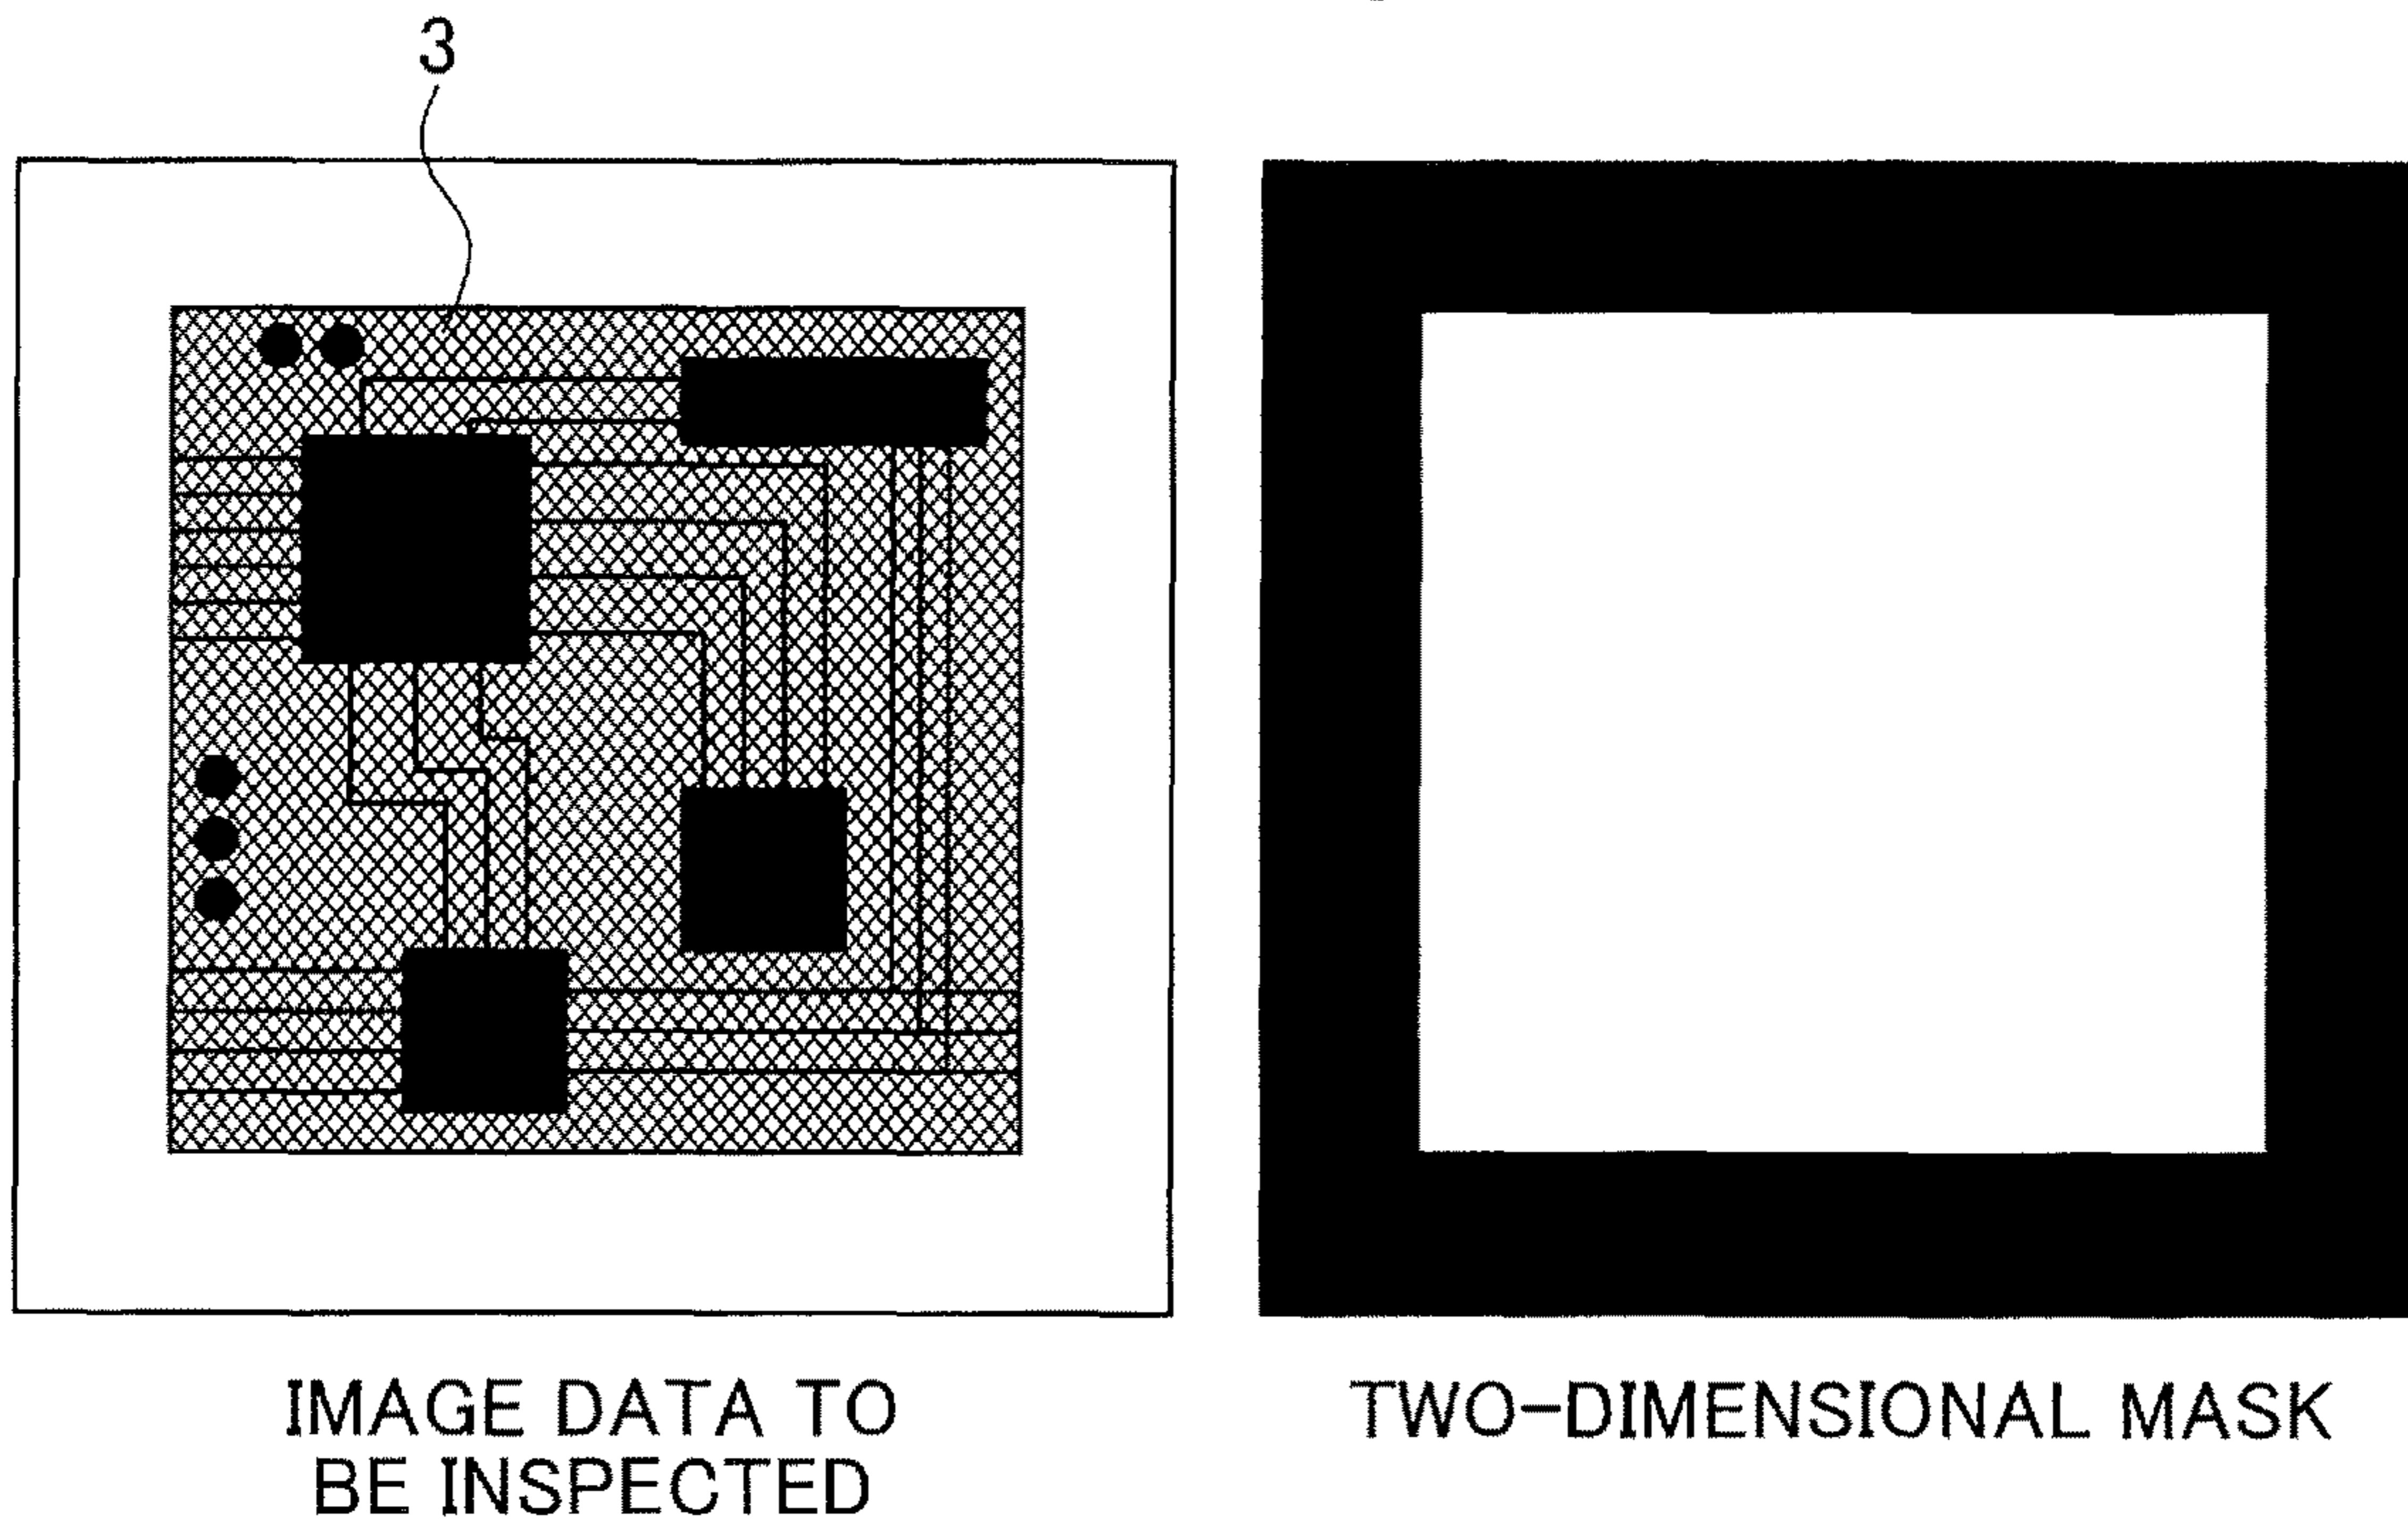 3
IMAGE DATA TO
BE INSPECTED
TWO-DIMENSIONAL MASK